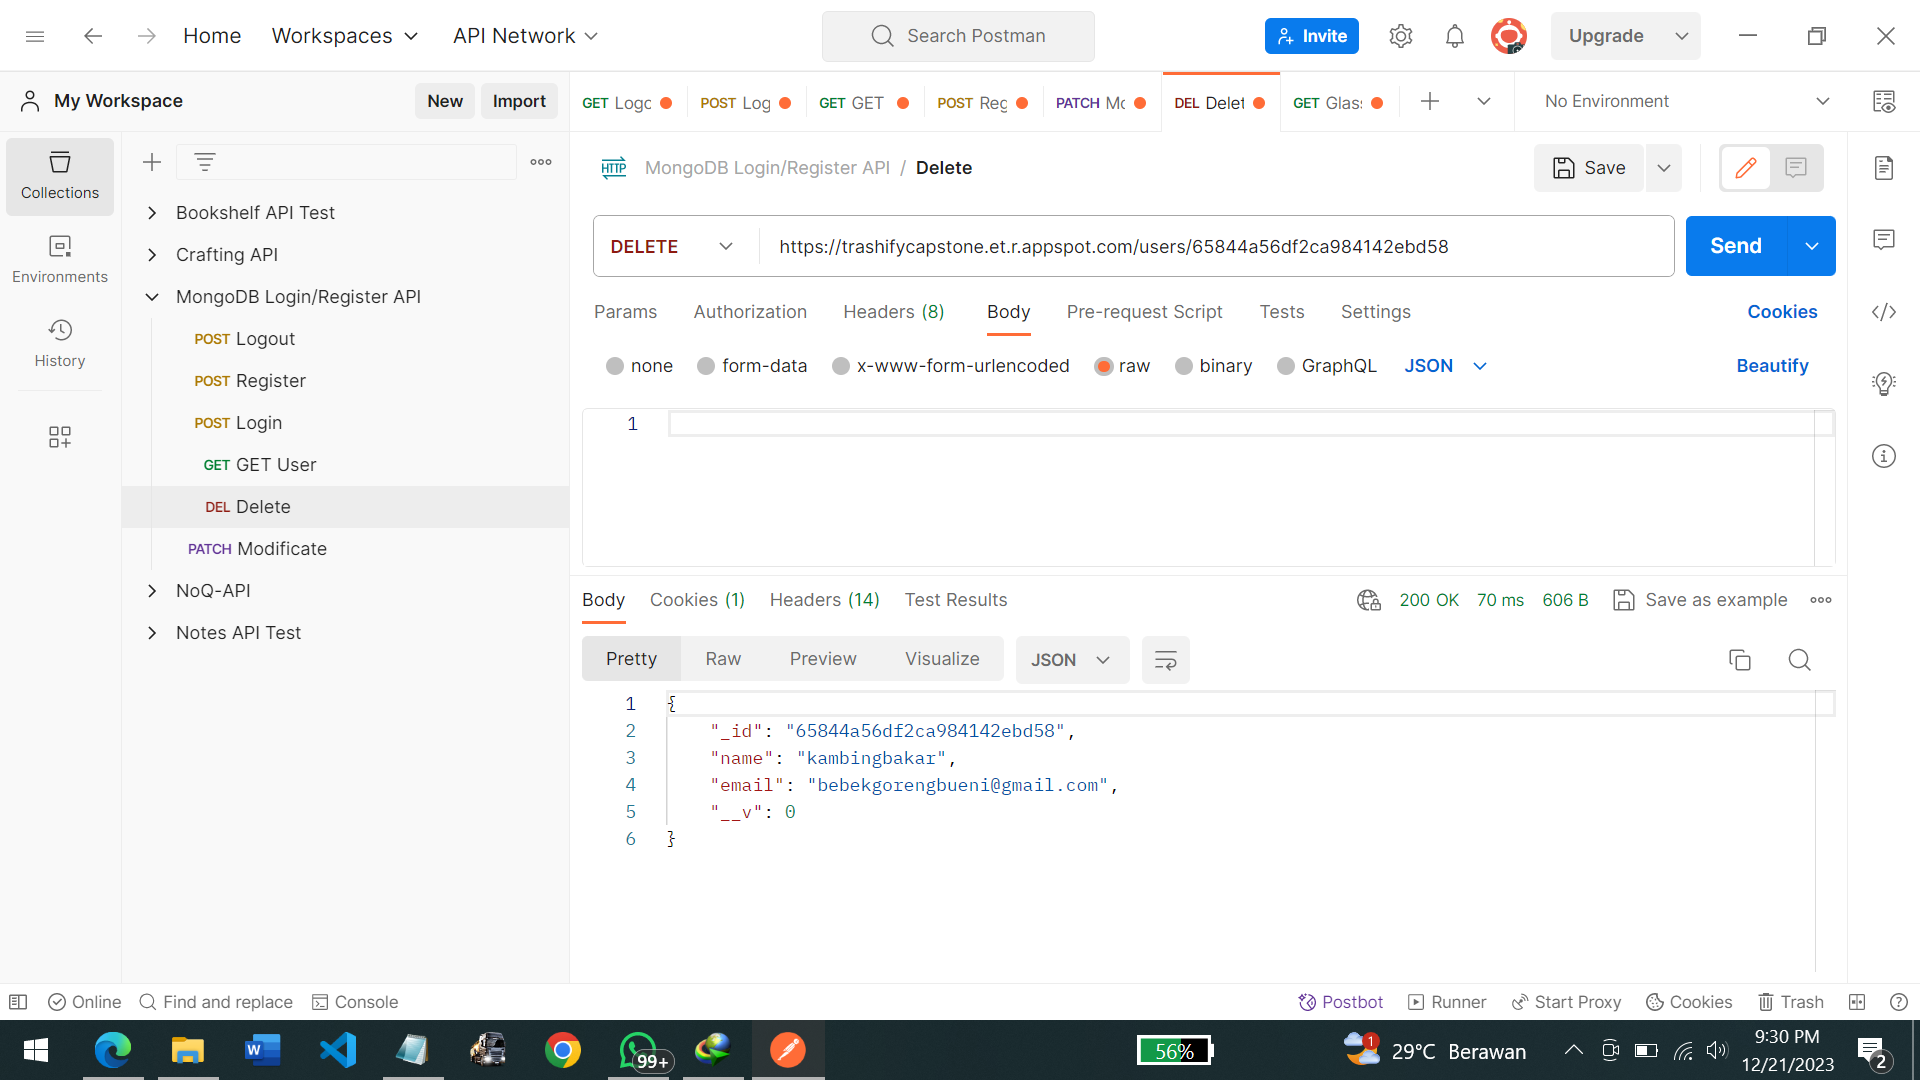 Home Workspaces API Network Search Postman Invite Upgrade
My Workspace New Import GET Logo POST Log GET GET POST Reg PATCH Mo DEL Delet GET Glass No Environment
Collections
Environments
History
Bookshelf API Test
Crafting API
MongoDB Login/Register API
POST Logout
POST Register
POST Login
GET GET User
DEL Delete
PATCH Modificate
NoQ-API
Notes API Test
HTTP MongoDB Login/Register API / Delete Save
DELETE https://trashifycapstone.et.r.appspot.com/users/65844a56df2ca984142ebd58 Send
Params Authorization Headers (8) Body Pre-request Script Tests Settings Cookies
none form-data x-www-form-urlencoded raw binary GraphQL JSON Beautify
1
Body Cookies (1) Headers (14) Test Results 200 OK 70 ms 606 B Save as example
Pretty Raw Preview Visualize JSON
1 {
2 "_id": "65844a56df2ca984142ebd58",
3 "name": "kambingbakar",
4 "email": "bebekgorengbueni@gmail.com",
5 "__v": 0
6 }
Online Find and replace Console Postbot Runner Start Proxy Cookies Trash
99+ 56% 1 29°C Berawan 9:30 PM
12/21/2023 2